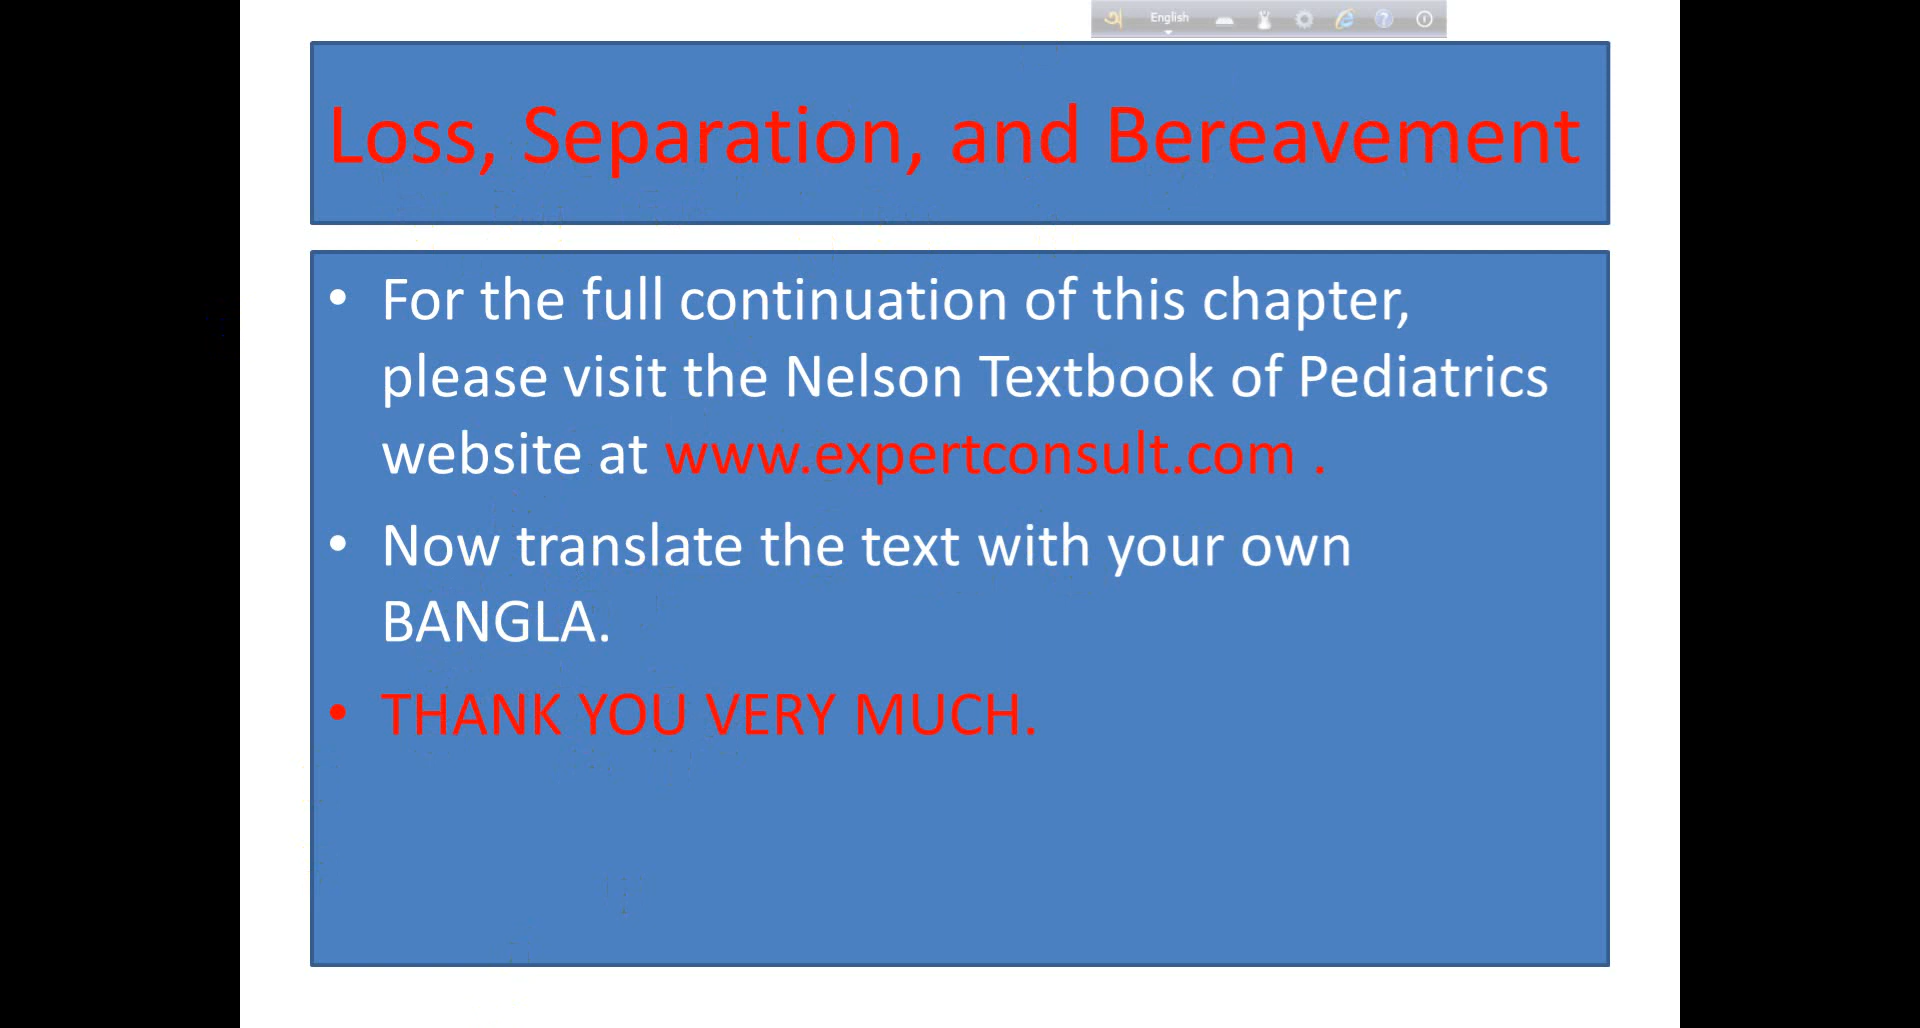 English
Loss, Separation, and Bereavement
• For the full continuation of this chapter,
please visit the Nelson Textbook of Pediatrics
website at www.expertconsult.com .
• Now translate the text with your own
BANGLA.
• THANK YOU VERY MUCH.